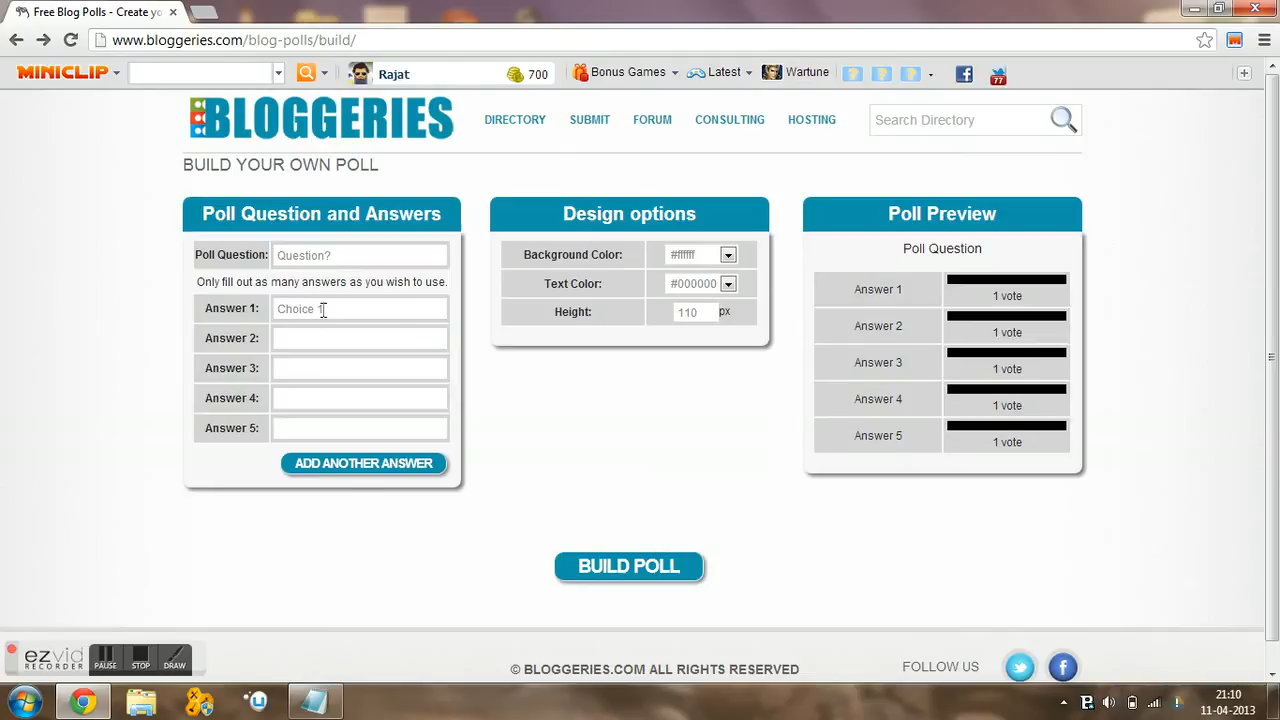 Free Blog Polls - Create yo
www.bloggeries.com/blog-polls/build/
MINICLIP
Rajat
700
Bonus Games
Latest
Wartune
77
BLOGGERIES
DIRECTORY
SUBMIT
FORUM
CONSULTING
HOSTING
Search Directory
BUILD YOUR OWN POLL
Poll Question and Answers
Poll Question:
Question?
Only fill out as many answers as you wish to use.
Answer 1:
Choice 1
Answer 2:
Answer 3:
Answer 4:
Answer 5:
ADD ANOTHER ANSWER
Design options
Background Color:
#ffffff
Text Color:
#000000
Height:
110
px
Poll Preview
Poll Question
Answer 1
1 vote
Answer 2
1 vote
Answer 3
1 vote
Answer 4
1 vote
Answer 5
1 vote
BUILD POLL
ezvid
RECORDER
PAUSE
STOP
DRAW
© BLOGGERIES.COM ALL RIGHTS RESERVED
FOLLOW US
21:10
11-04-2013